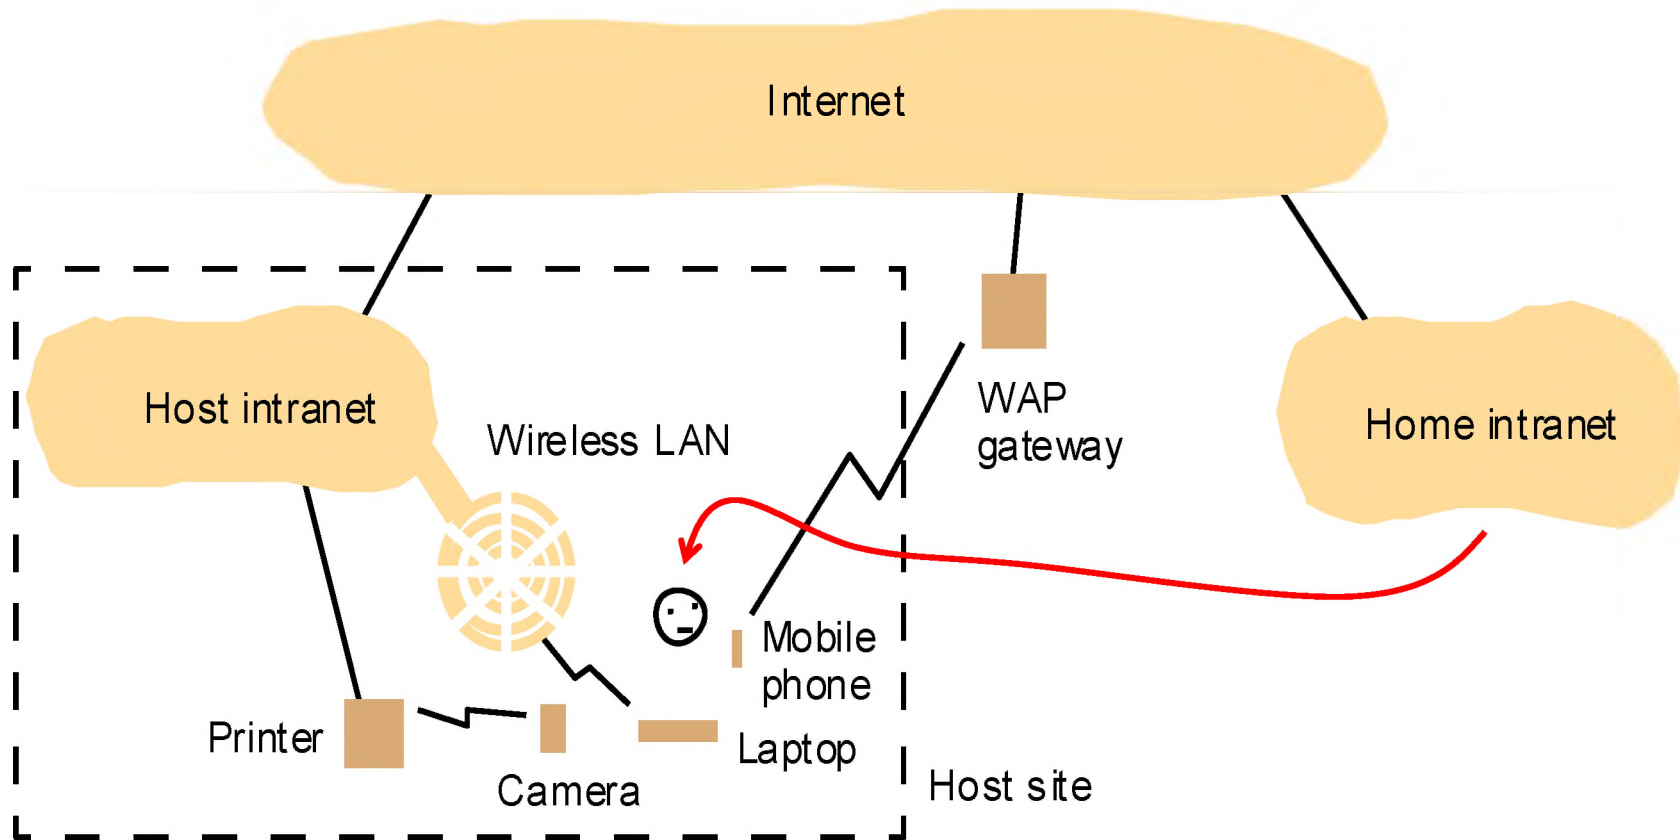 Internet
Host intranet
Wireless LAN
WAP
gateway
Home intranet
Mobile
phone
Printer
Laptop
Camera
Host site